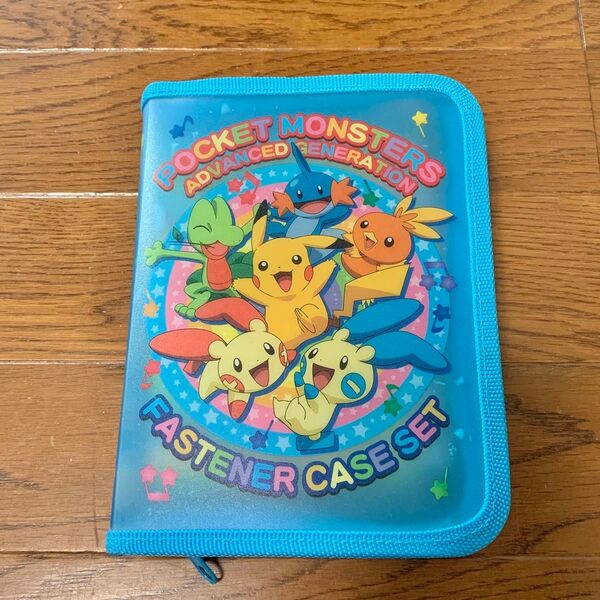 POCKET MONSTERS
ADVANCED GENERATION
FASTENER CASE SET